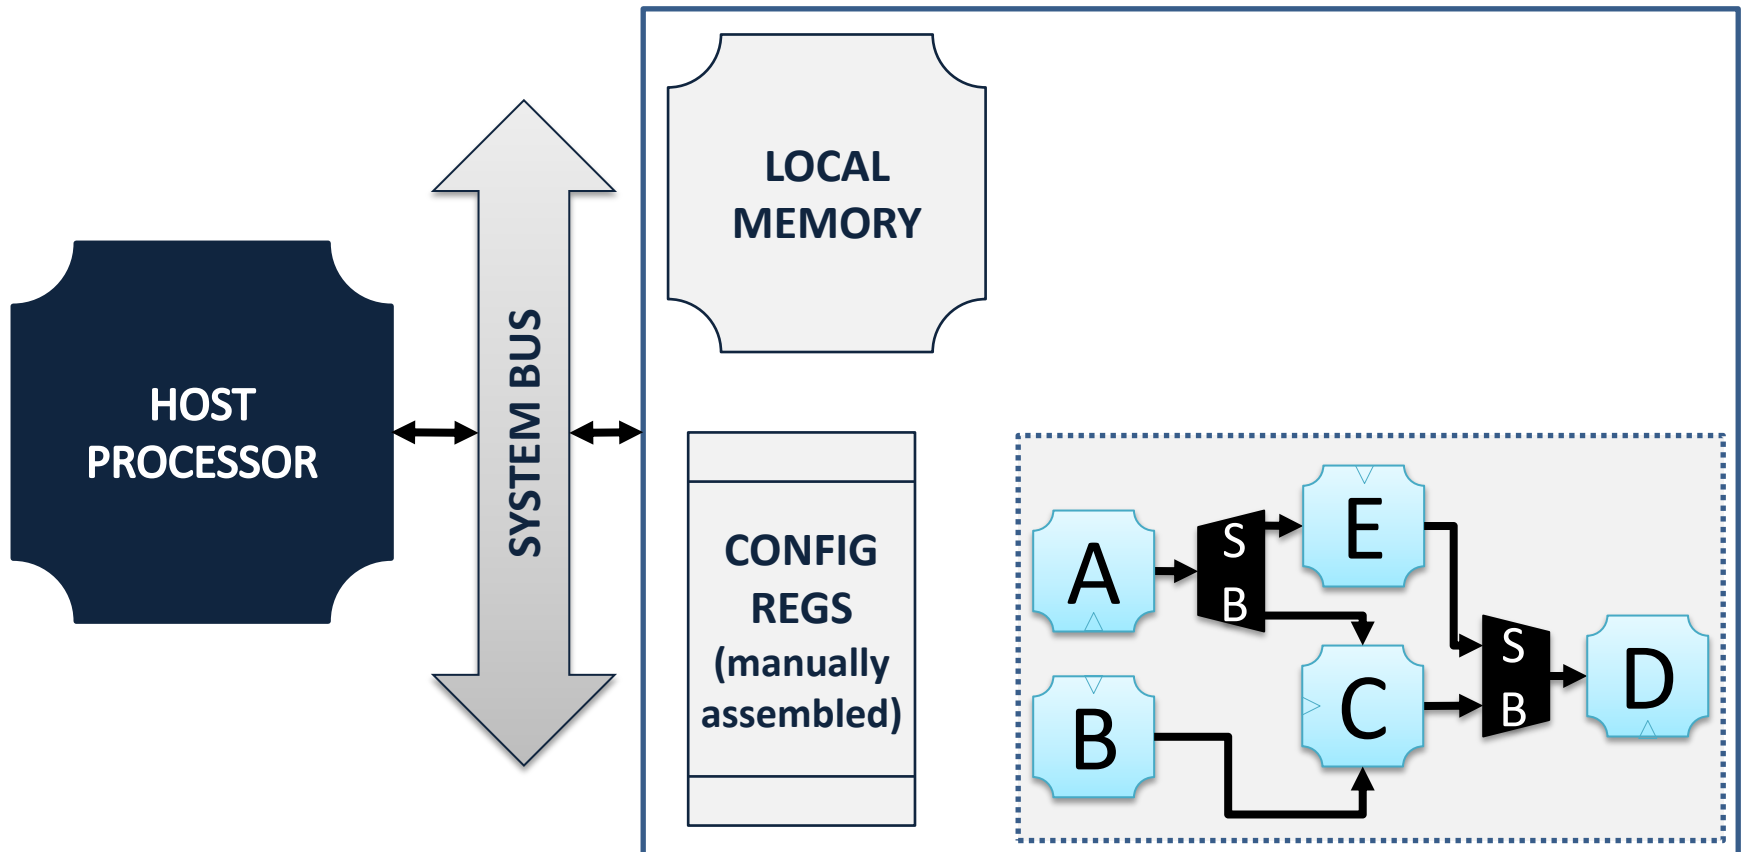 HOST
PROCESSOR
SYSTEM BUS
LOCAL
MEMORY
CONFIG
REGS
(manually
assembled)
A
S
B
E
B
C
S
B
D